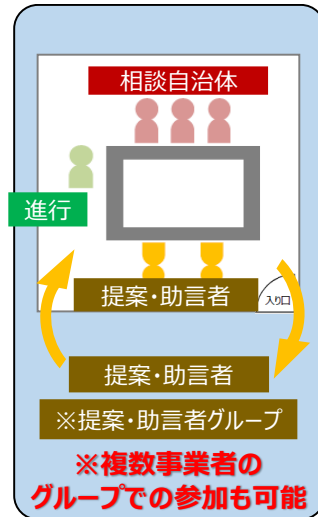 相談自治体
進行
提案・助言者
入り口
提案・助言者
※提案・助言者グループ
※複数事業者の
グループでの参加も可能